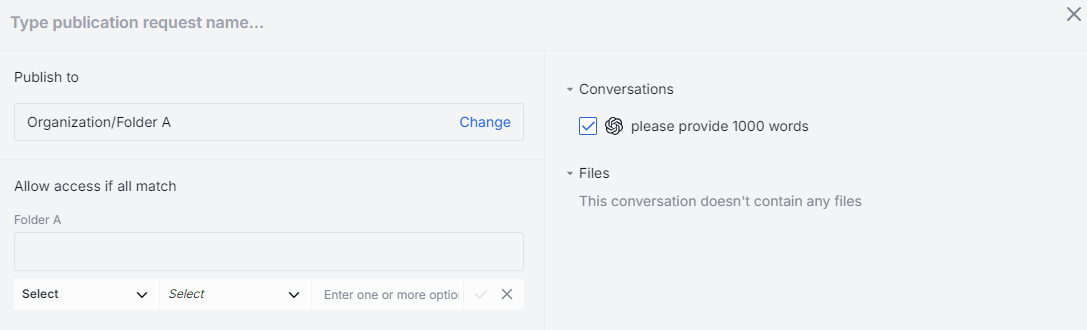 Type publication request name...
Publish to
Organization/Folder A
Change
Allow access if all match
Folder A
Select
Select
Enter one or more option
Conversations
please provide 1000 words
Files
This conversation doesn't contain any files